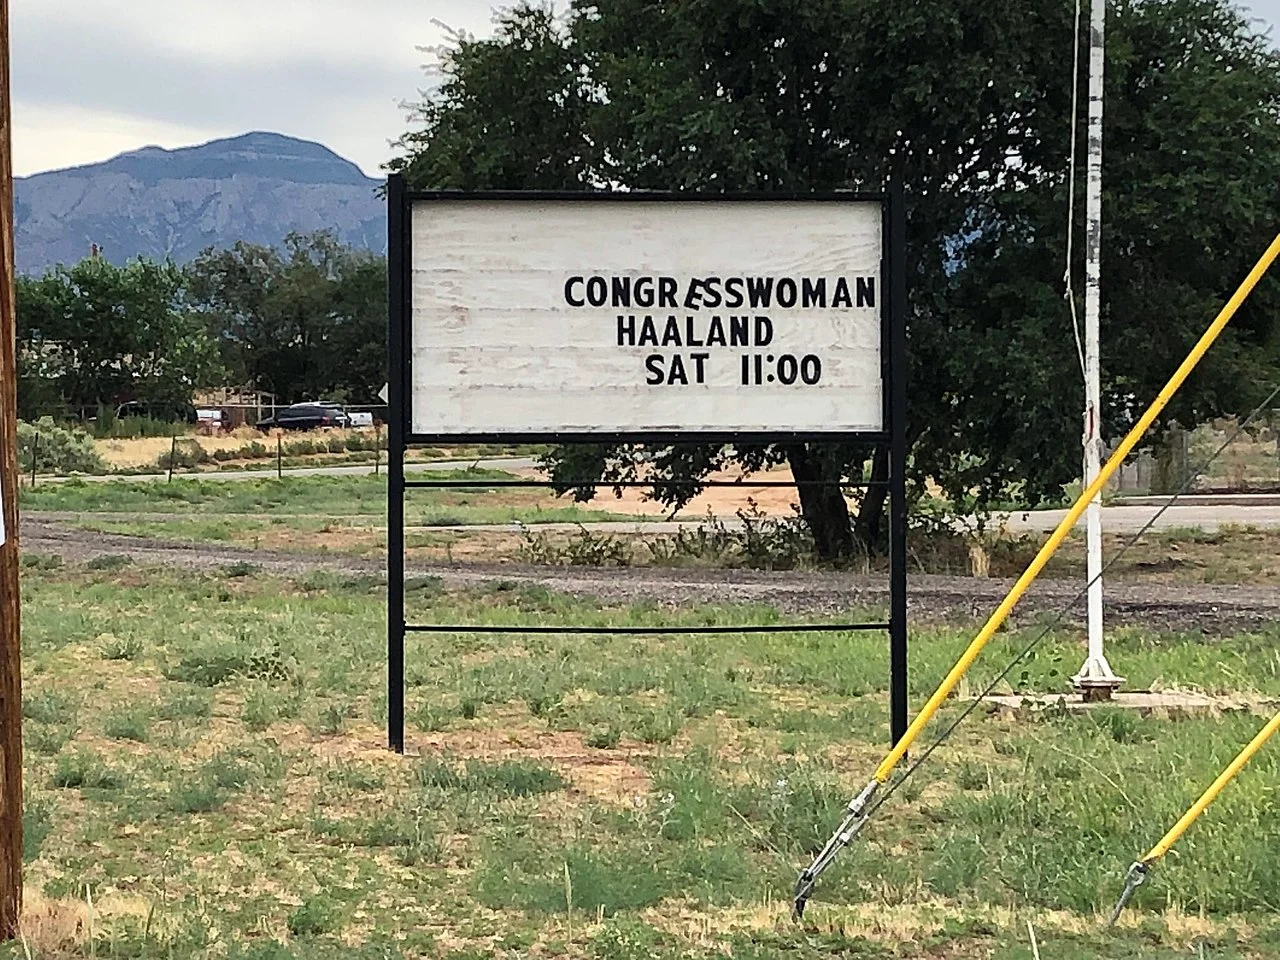 CONGRESSWOMAN
HAALAND
SAT 11:00